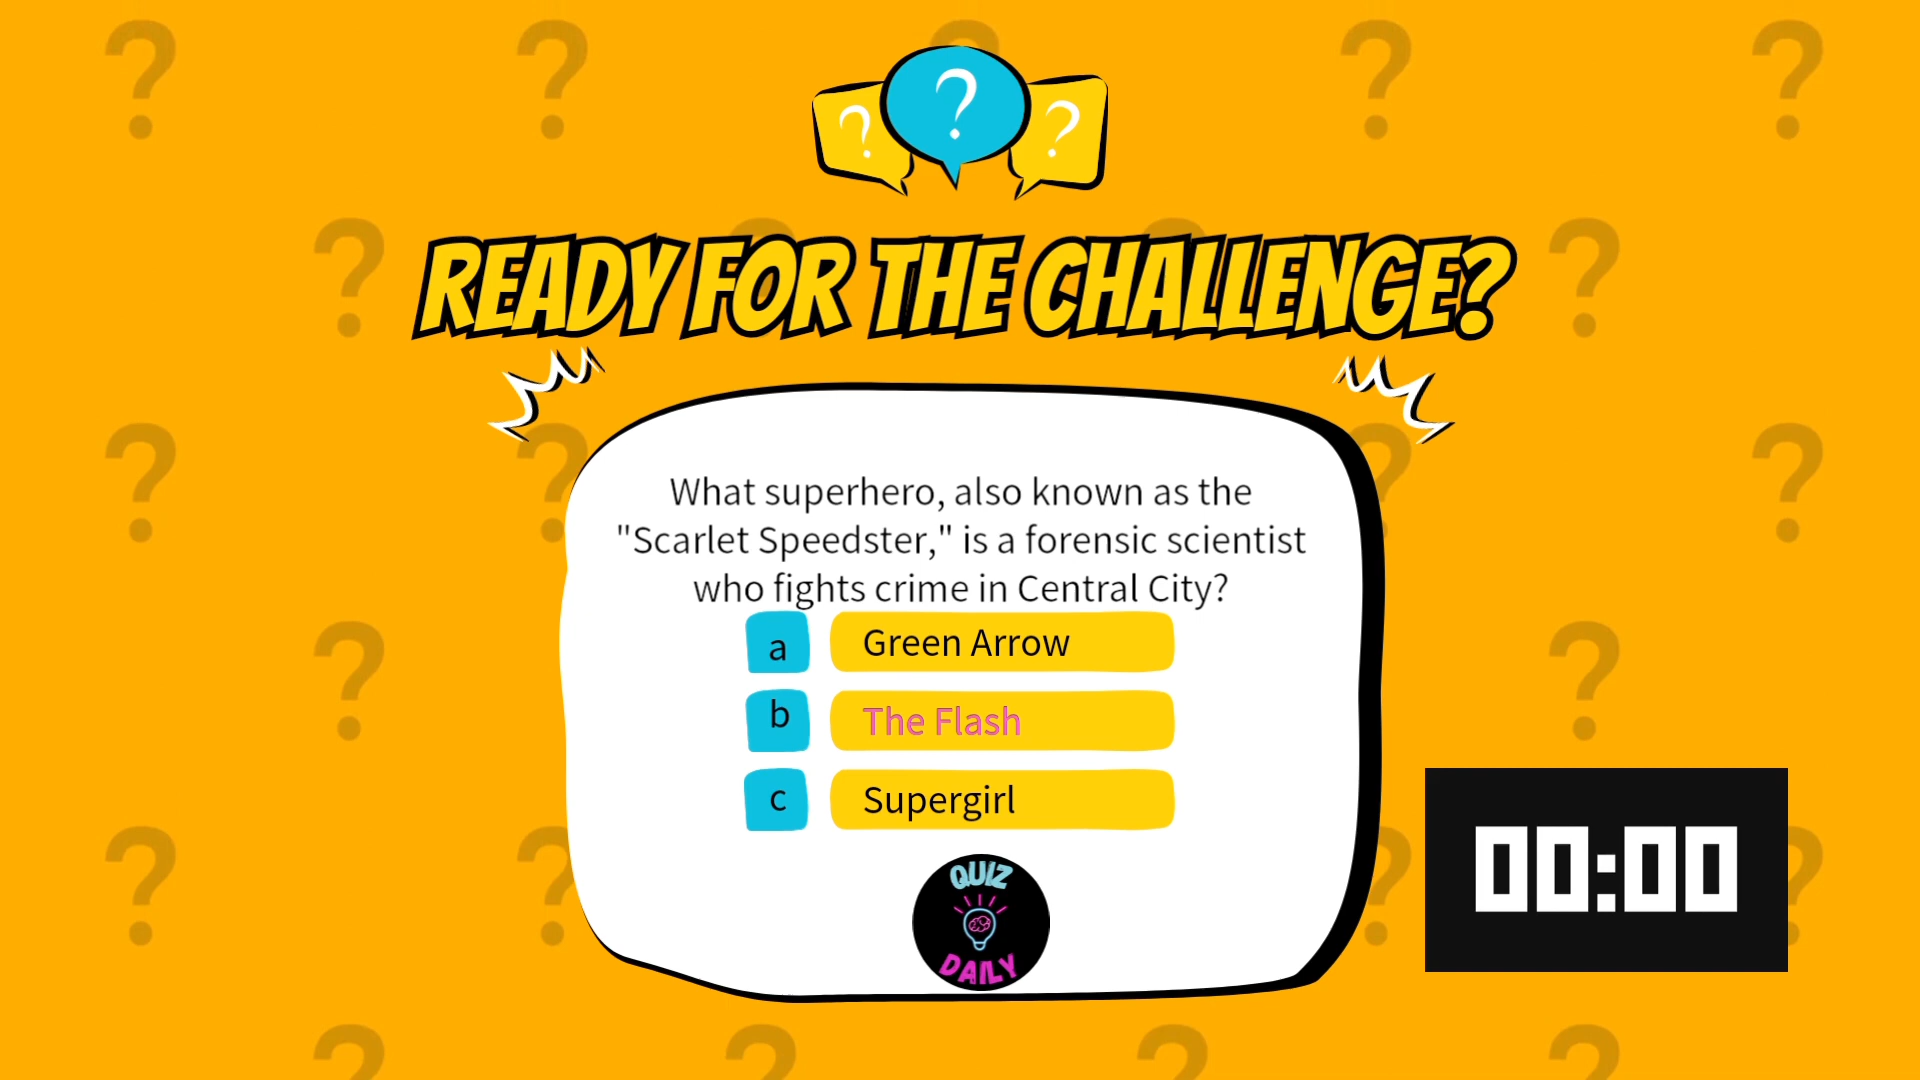 ? ? ?
READY FOR THE CHALLENGE?
What superhero, also known as the
"Scarlet Speedster," is a forensic scientist
who fights crime in Central City?
a Green Arrow
b The Flash
c Supergirl
QUIZ
DAILY
00:00